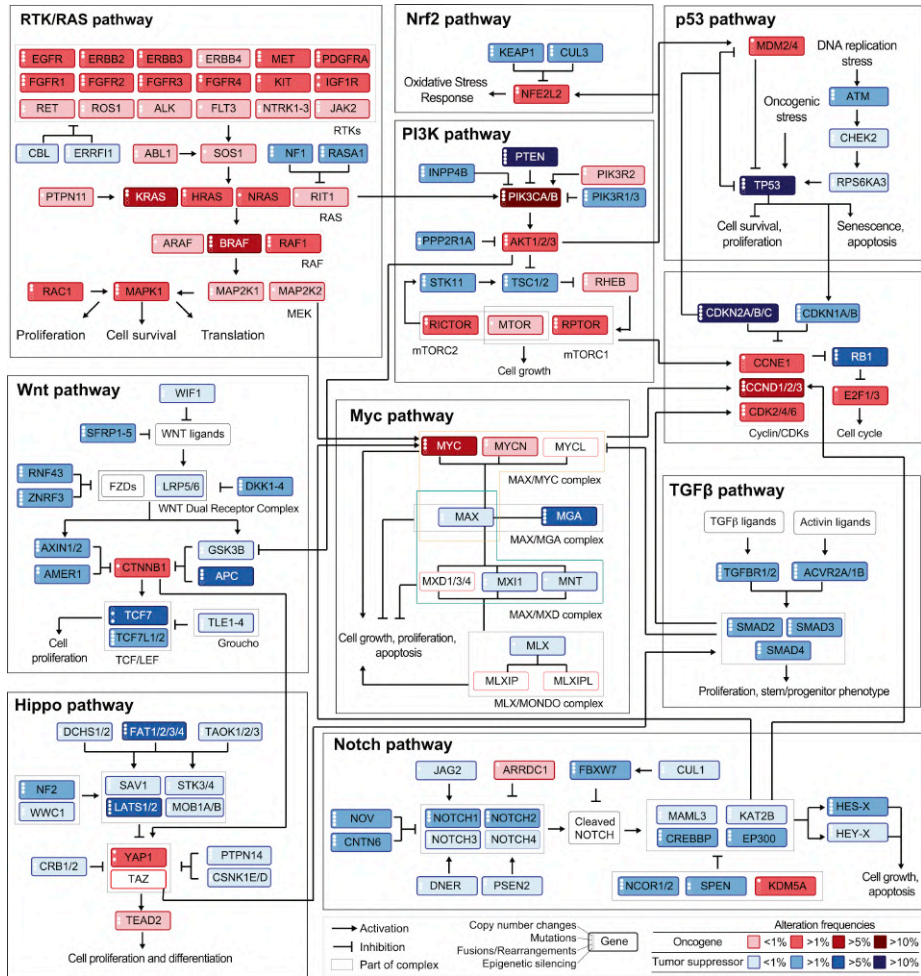 RTK/RAS pathway
EGFR ERBB2 ERBB3 ERBB4 MET PDGFRA
FGFR1 FGFR2 FGFR3 FGFR4 KIT IGF1R
RET ROS1 ALK FLT3 NTRK1-3 JAK2
RTKs
CBL ERRFI1 ABL1 SOS1 NF1 RASA1
PTPN11 KRAS HRAS NRAS RIT1
RAS
ARAF BRAF RAF1
RAF
RAC1 MAPK1 MAP2K1 MAP2K2
MEK
Proliferation Cell survival Translation
Nrf2 pathway
KEAP1 CUL3
Oxidative Stress
Response
NFE2L2
PI3K pathway
PTEN
INPP4B PIK3R2
PIK3CA/B PIK3R1/3
PPP2R1A AKT1/2/3
STK11 TSC1/2 RHEB
RICTOR MTOR RPTOR
mTORC2 mTORC1
Cell growth
p53 pathway
MDM2/4
DNA replication
stress
ATM
Oncogenic
stress
CHEK2
TP53 RPS6KA3
Cell survival,
proliferation
Senescence,
apoptosis
CDKN2A/B/C CDKN1A/B
CCNE1 RB1
CCND1/2/3
CDK2/4/6 E2F1/3
Cyclin/CDKs Cell cycle
Wnt pathway
WIF1
SFRP1-5 WNT ligands
RNF43
ZNRF3
FZDs LRP5/6 DKK1-4
WNT Dual Receptor Complex
AXIN1/2 GSK3B
AMER1 CTNNB1 APC
TCF7
TCF7L1/2
TLE1-4
Groucho
Cell
proliferation
TCF/LEF
Myc pathway
MYC MYCN MYCL
MAX/MYC complex
MAX MGA
MAX/MGA complex
MXD1/3/4 MXI1 MNT
MAX/MXD complex
Cell growth, proliferation,
apoptosis
MLX
MLXIP MLXIPL
MLX/MONDO complex
TGFβ pathway
TGFβ ligands Activin ligands
TGFBR1/2 ACVR2A/1B
SMAD2 SMAD3
SMAD4
Proliferation, stem/progenitor phenotype
Hippo pathway
DCHS1/2 FAT1/2/3/4 TAOK1/2/3
NF2 SAV1 STK3/4
WWC1 LATS1/2 MOB1A/B
CRB1/2 YAP1 PTPN14
TAZ CSNK1E/D
TEAD2
Cell proliferation and differentiation
Notch pathway
JAG2 ARRDC1 FBXW7 CUL1
NOV NOTCH1 NOTCH2 Cleaved
NOTCH
MAML3 KAT2B HES-X
CNTN6 NOTCH3 NOTCH4 CREBBP EP300 HEY-X
DNER PSEN2 NCOR1/2 SPEN KDM5A
Cell growth,
apoptosis
Activation
Inhibition
Part of complex
Copy number changes
Mutations
Fusions/Rearrangements
Epigenetic silencing
Gene
Alteration frequencies
Oncogene <1% >1% >5% >10%
Tumor suppressor <1% >1% >5% >10%